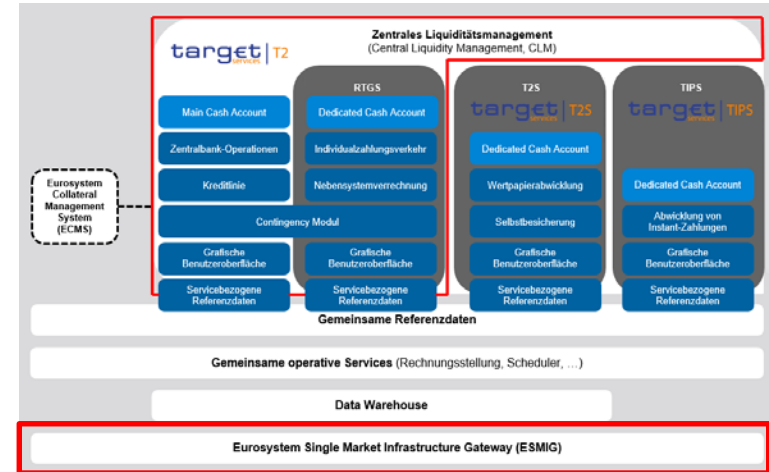 Zentrales Liquiditätsmanagement
(Central Liquidity Management, CLM)
target | T2
services
RTGS
T2S
TIPS
target | T2S
services
target | TIPS
services
Main Cash Account
Dedicated Cash Account
Zentralbank-Operationen
Individualzahlungsverkehr
Dedicated Cash Account
Eurosystem
Collateral
Management
System
(ECMS)
Kreditlinie
Nebensystemverrechnung
Wertpapierabwicklung
Dedicated Cash Account
Contingency Modul
Selbstbesicherung
Abwicklung von
Instant-Zahlungen
Grafische
Benutzeroberfläche
Grafische
Benutzeroberfläche
Grafische
Benutzeroberfläche
Grafische
Benutzeroberfläche
Servicebezogene
Referenzdaten
Servicebezogene
Referenzdaten
Servicebezogene
Referenzdaten
Servicebezogene
Referenzdaten
Gemeinsame Referenzdaten
Gemeinsame operative Services (Rechnungsstellung, Scheduler, …)
Data Warehouse
Eurosystem Single Market Infrastructure Gateway (ESMIG)